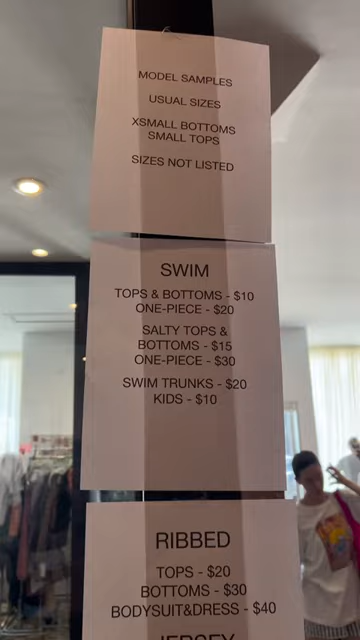 MODEL SAMPLES
USUAL SIZES
XSMALL BOTTOMS
SMALL TOPS
SIZES NOT LISTED
SWIM
TOPS & BOTTOMS - $10
ONE-PIECE - $20
SALTY TOPS &
BOTTOMS - $15
ONE-PIECE - $30
SWIM TRUNKS - $20
KIDS - $10
RIBBED
TOPS - $20
BOTTOMS - $30
BODYSUIT&DRESS - $40
JERSEY